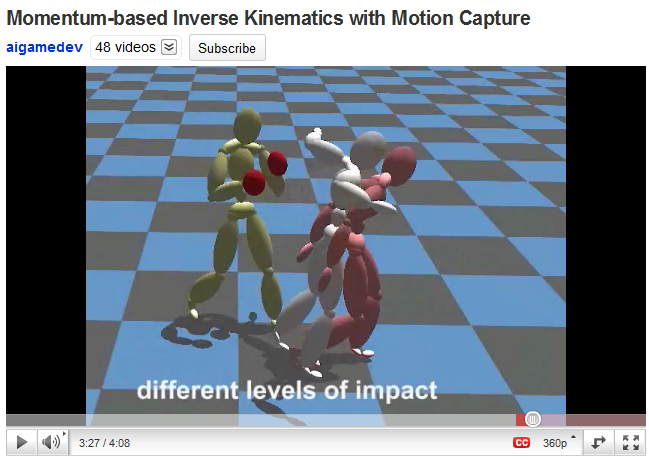 Momentum-based Inverse Kinematics with Motion Capture
aigamedev 48 videos Subscribe
different levels of impact
3:27 / 4:08 CC 360p